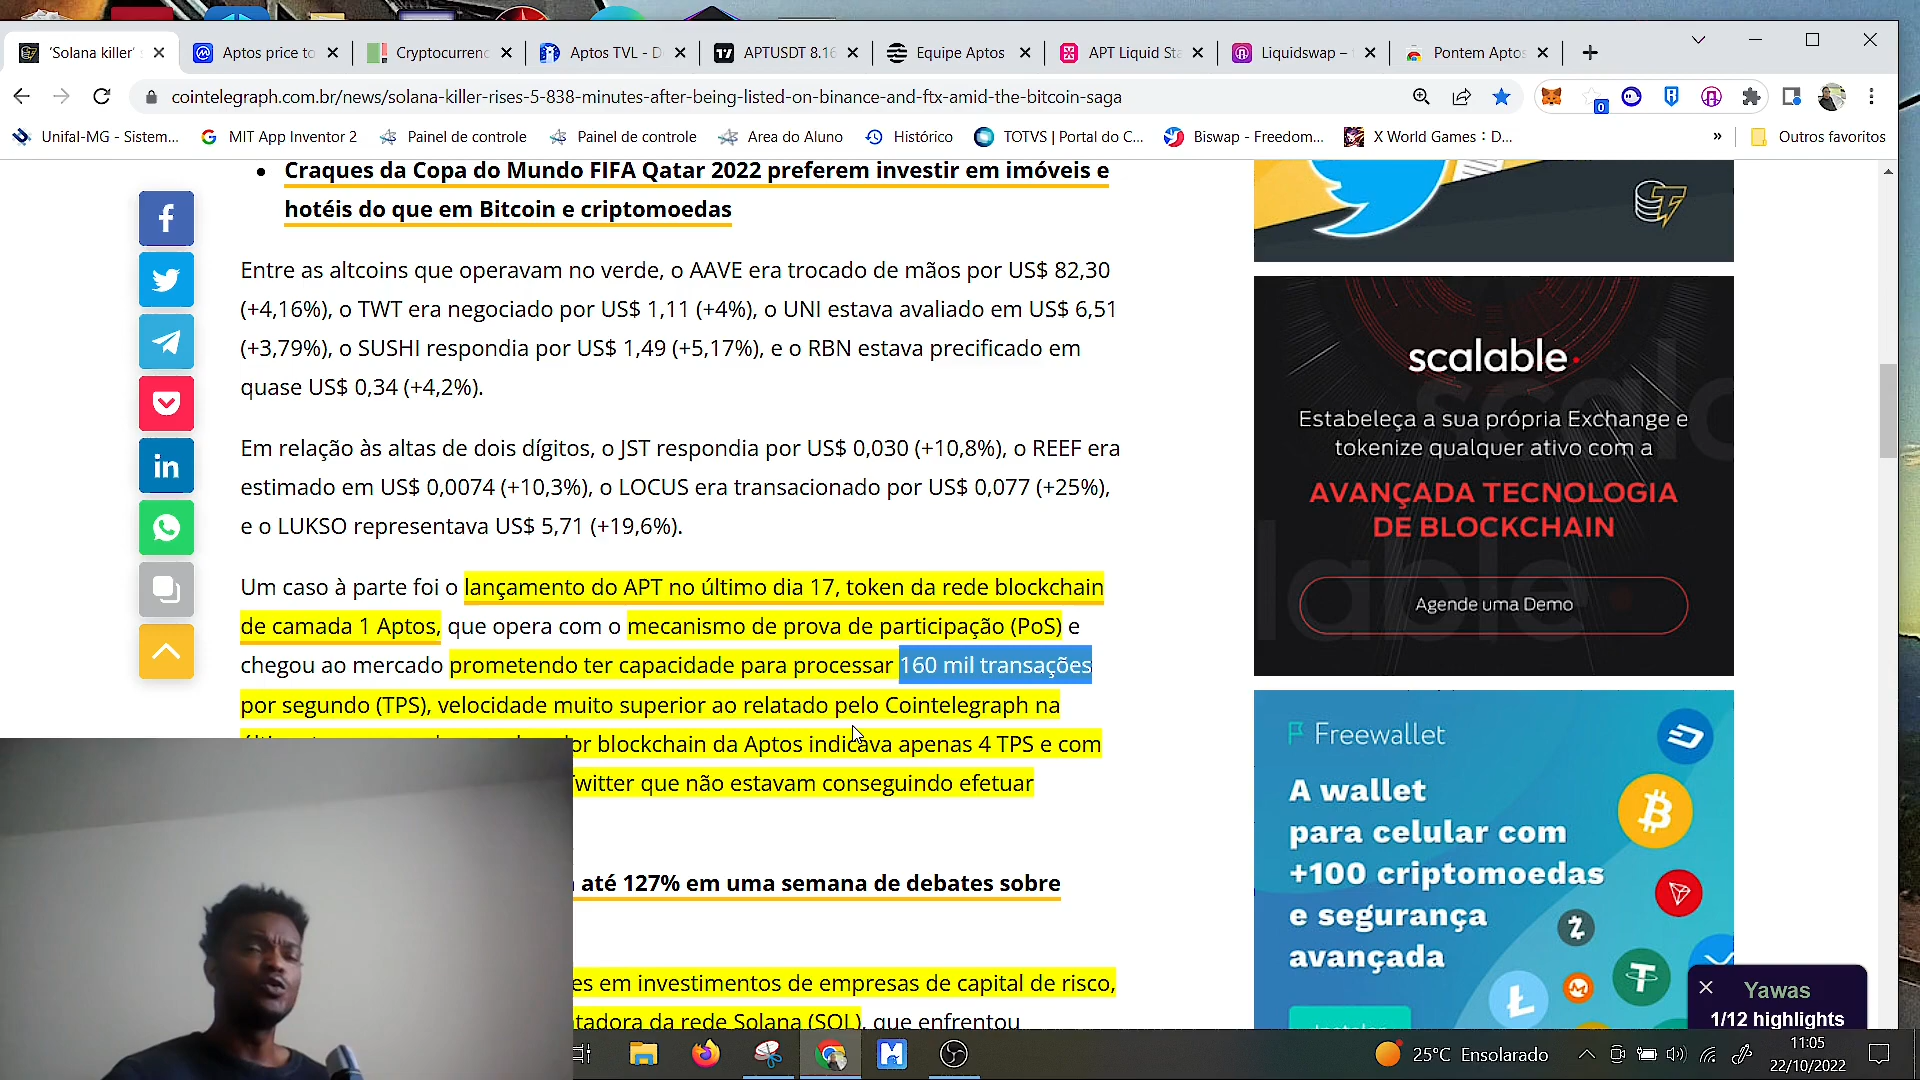 'Solana killer'
Aptos price to
Cryptocurrenc
Aptos TVL - D
APTUSDT 8.16
Equipe Aptos
APT Liquid Sta
Liquidswap –
Pontem Aptos
cointelegraph.com.br/news/solana-killer-rises-5-838-minutes-after-being-listed-on-binance-and-ftx-amid-the-bitcoin-saga
0
Unifal-MG - Sistem...
MIT App Inventor 2
Painel de controle
Painel de controle
Area do Aluno
Histórico
TOTVS | Portal do C...
Biswap - Freedom...
X World Games : D...
»
Outros favoritos
Craques da Copa do Mundo FIFA Qatar 2022 preferem investir em imóveis e
hotéis do que em Bitcoin e criptomoedas
Entre as altcoins que operavam no verde, o AAVE era trocado de mãos por US$ 82,30
(+4,16%), o TWT era negociado por US$ 1,11 (+4%), o UNI estava avaliado em US$ 6,51
(+3,79%), o SUSHI respondia por US$ 1,49 (+5,17%), e o RBN estava precificado em
quase US$ 0,34 (+4,2%).
Em relação às altas de dois dígitos, o JST respondia por US$ 0,030 (+10,8%), o REEF era
estimado em US$ 0,0074 (+10,3%), o LOCUS era transacionado por US$ 0,077 (+25%),
e o LUKSO representava US$ 5,71 (+19,6%).
Um caso à parte foi o lançamento do APT no último dia 17, token da rede blockchain
de camada 1 Aptos, que opera com o mecanismo de prova de participação (PoS) e
chegou ao mercado prometendo ter capacidade para processar 160 mil transações
por segundo (TPS), velocidade muito superior ao relatado pelo Cointelegraph na
or blockchain da Aptos indicava apenas 4 TPS e com
Twitter que não estavam conseguindo efetuar
até 127% em uma semana de debates sobre
es em investimentos de empresas de capital de risco,
tadora da rede Solana (SOL), que enfrentou
scalable
Estabeleça a sua própria Exchange e
tokenize qualquer ativo com a
AVANÇADA TECNOLOGIA
DE BLOCKCHAIN
Agende uma Demo
Freewallet
A wallet
para celular com
+100 criptomoedas
e segurança
avançada
Yawas
1/12 highlights
25°C Ensolarado
11:05
22/10/2022